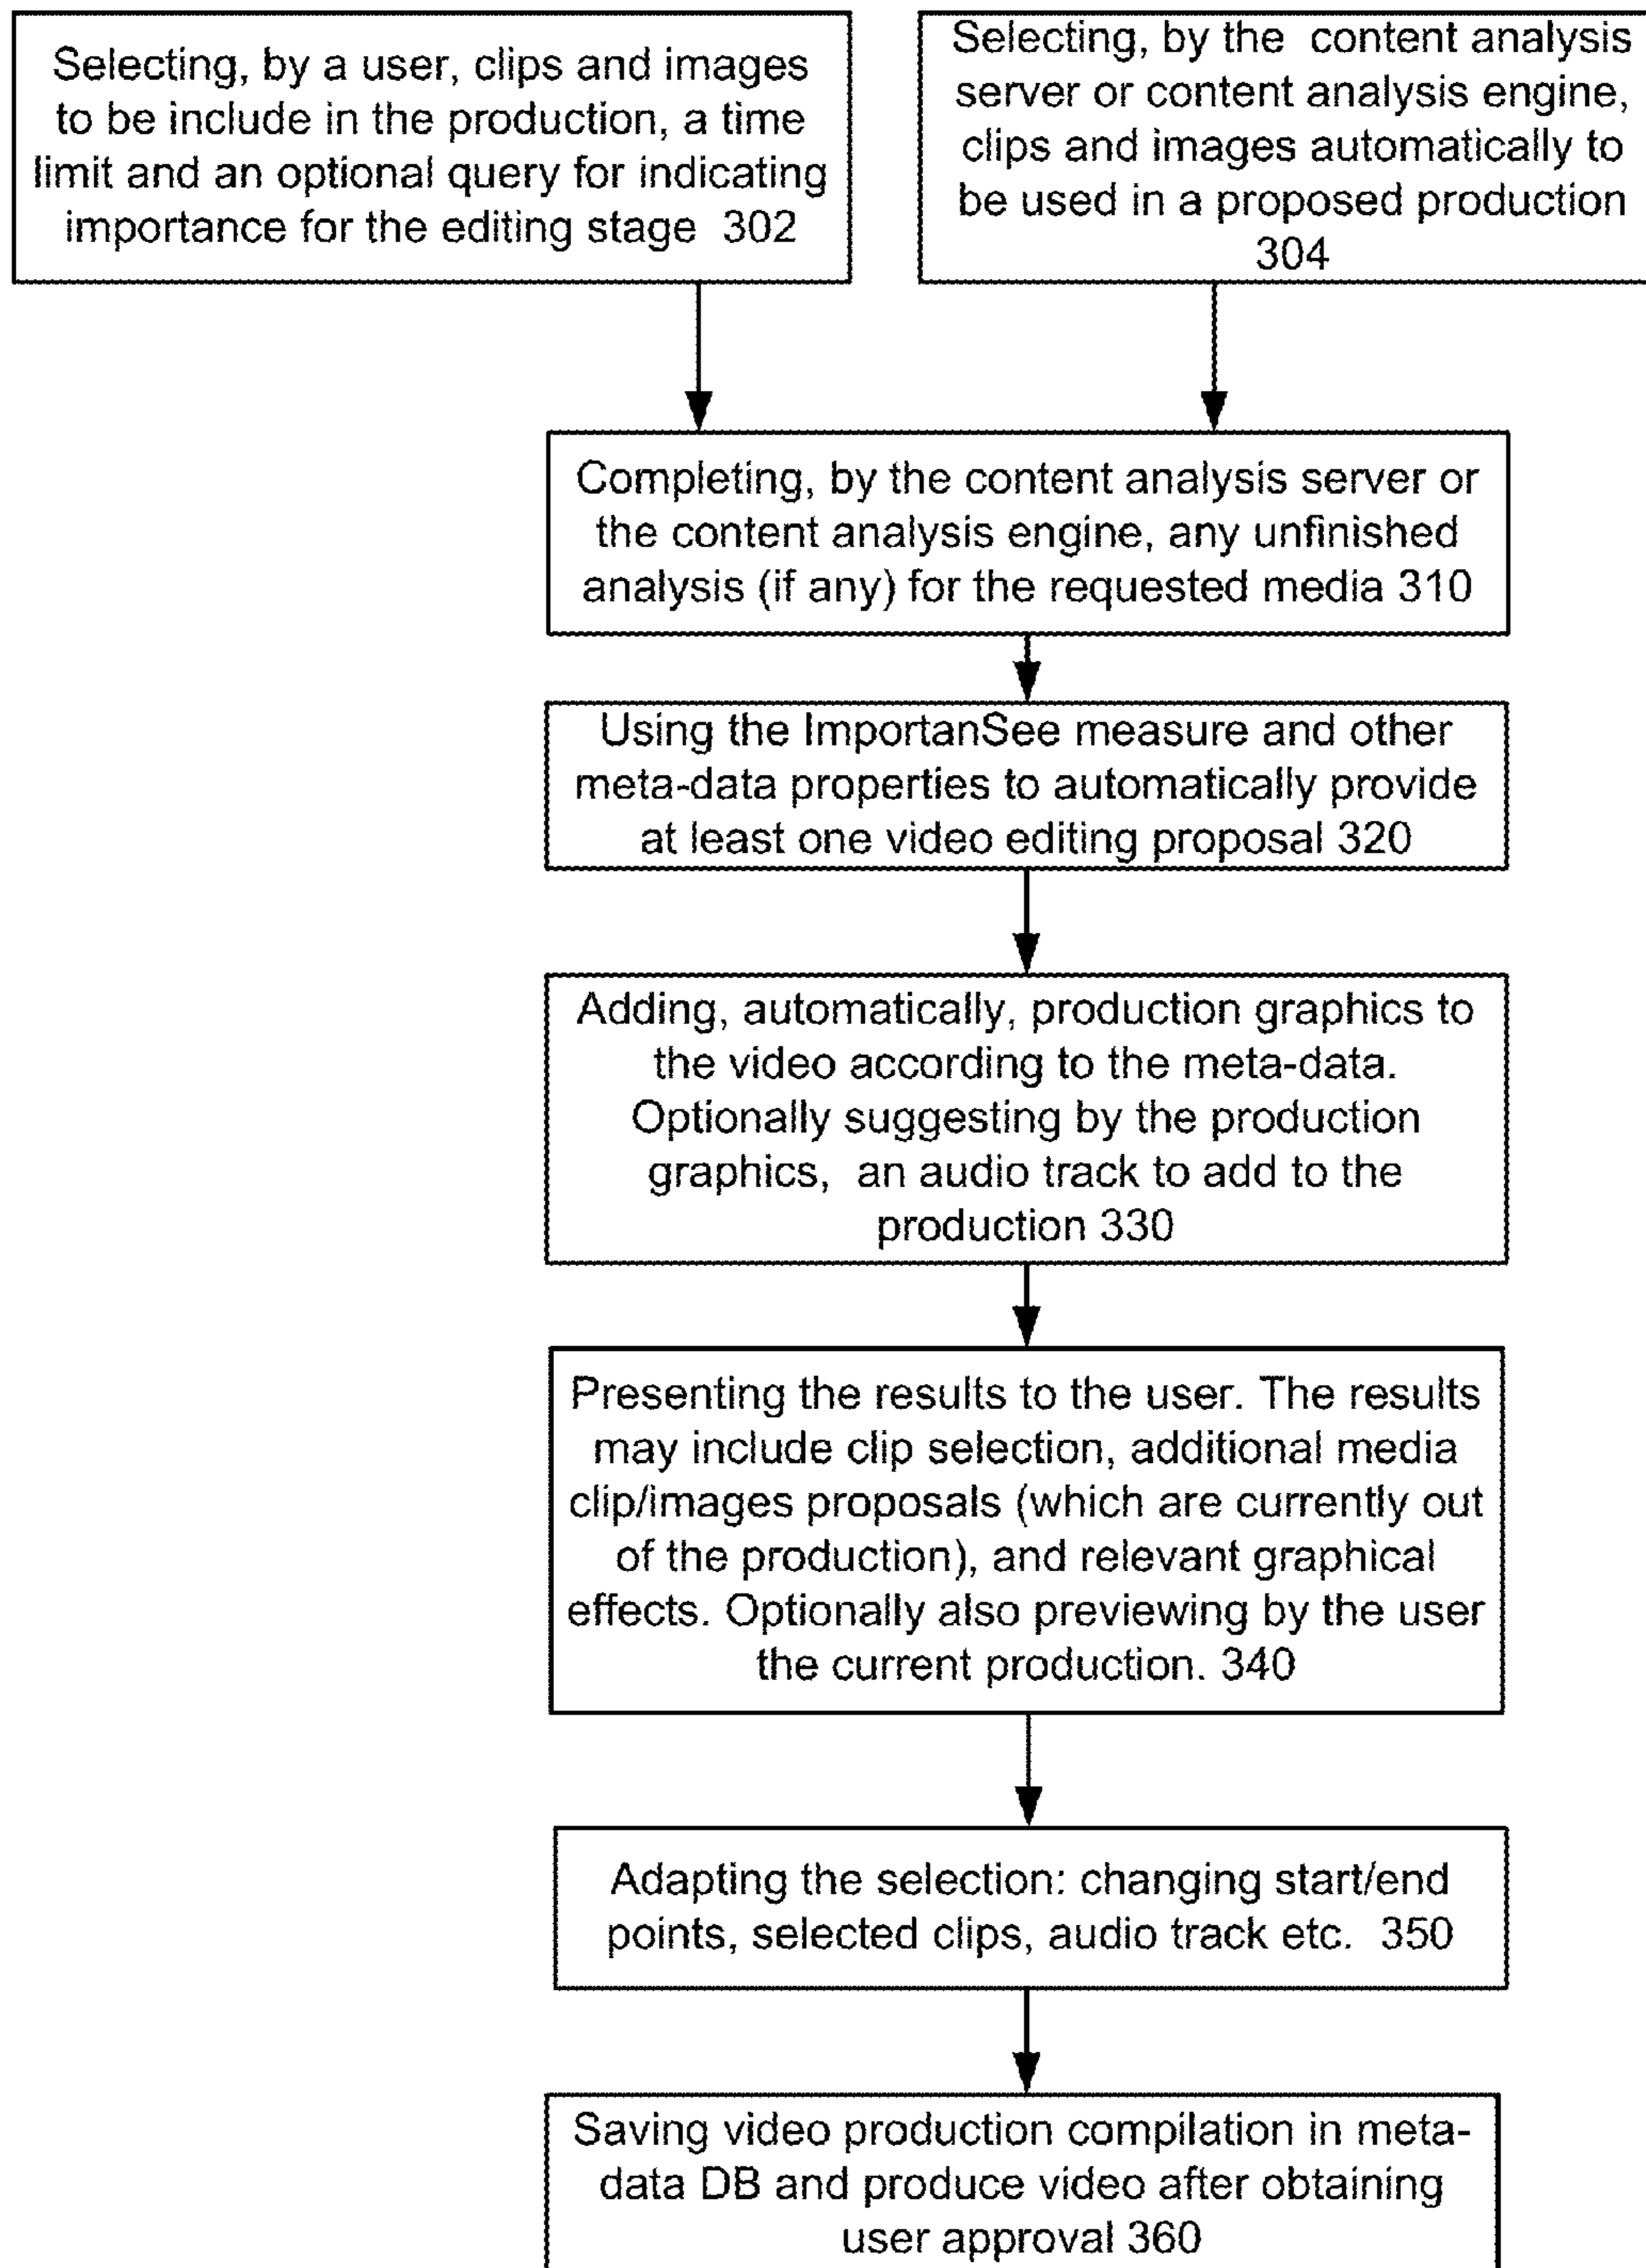 Selecting, by a user, clips and images
to be include in the production, a time
limit and an optional query for indicating
importance for the editing stage 302
Selecting, by the content analysis
server or content analysis engine,
clips and images automatically to
be used in a proposed production
304
Completing, by the content analysis server or
the content analysis engine, any unfinished
analysis (if any) for the requested media 310
Using the ImportanSee measure and other
meta-data properties to automatically provide
at least one video editing proposal 320
Adding, automatically, production graphics to
the video according to the meta-data.
Optionally suggesting by the production
graphics, an audio track to add to the
production 330
Presenting the results to the user. The results
may include clip selection, additional media
clip/images proposals (which are currently out
of the production), and relevant graphical
effects. Optionally also previewing by the user
the current production. 340
Adapting the selection: changing start/end
points, selected clips, audio track etc. 350
Saving video production compilation in meta-
data DB and produce video after obtaining
user approval 360